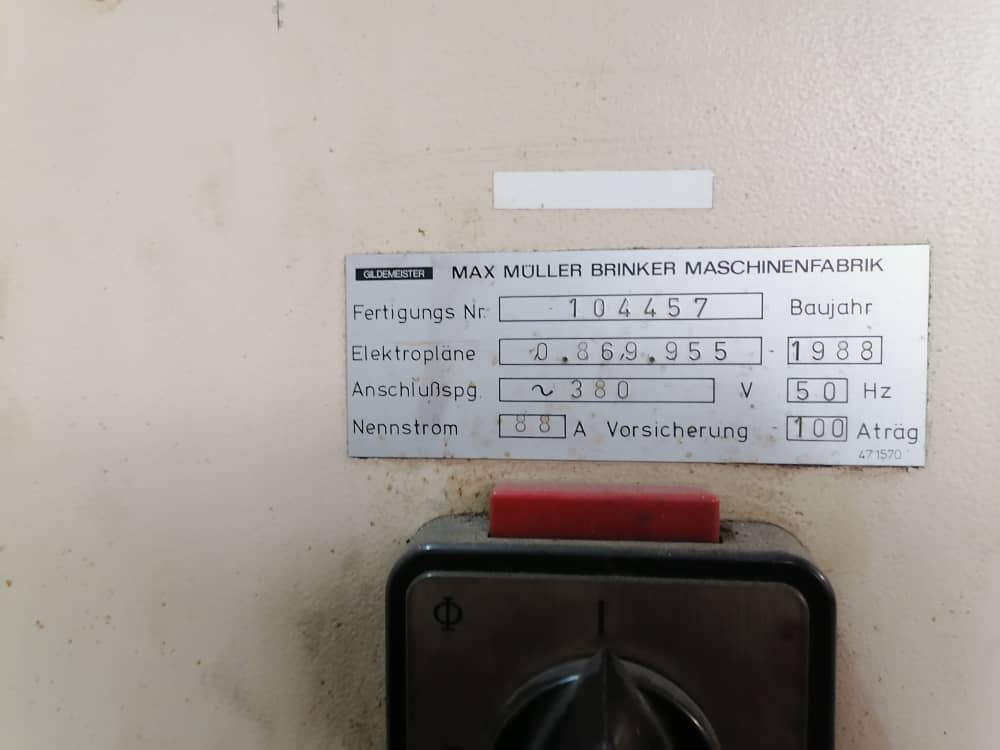 GILDEMEISTER MAX MÜLLER BRINKER MASCHINENFABRIK
Fertigungs Nr. 104457 Baujahr
Elektropläne 0.869.955 1988
Anschlußspg. ~ 380 V 50 Hz
Nennstrom 88 A Vorsicherung 100 Aträg
471570
I